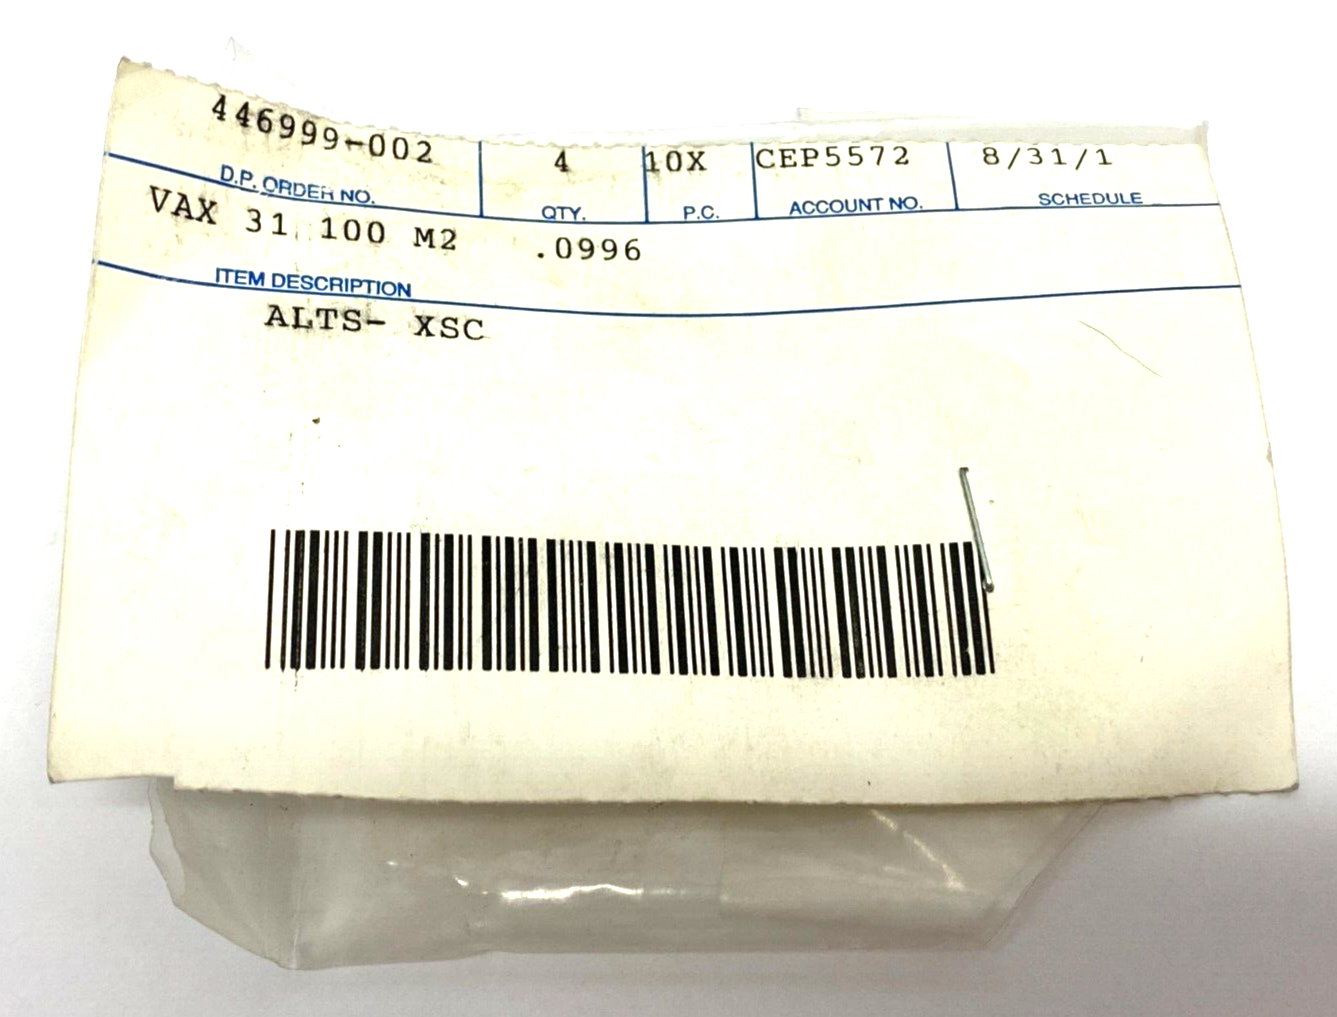 446999-002 4 10X CEP5572 8/31/1
D.P. ORDER NO. QTY. P.C. ACCOUNT NO. SCHEDULE
VAX 31 100 M2 .0996
ITEM DESCRIPTION
ALTS- XSC